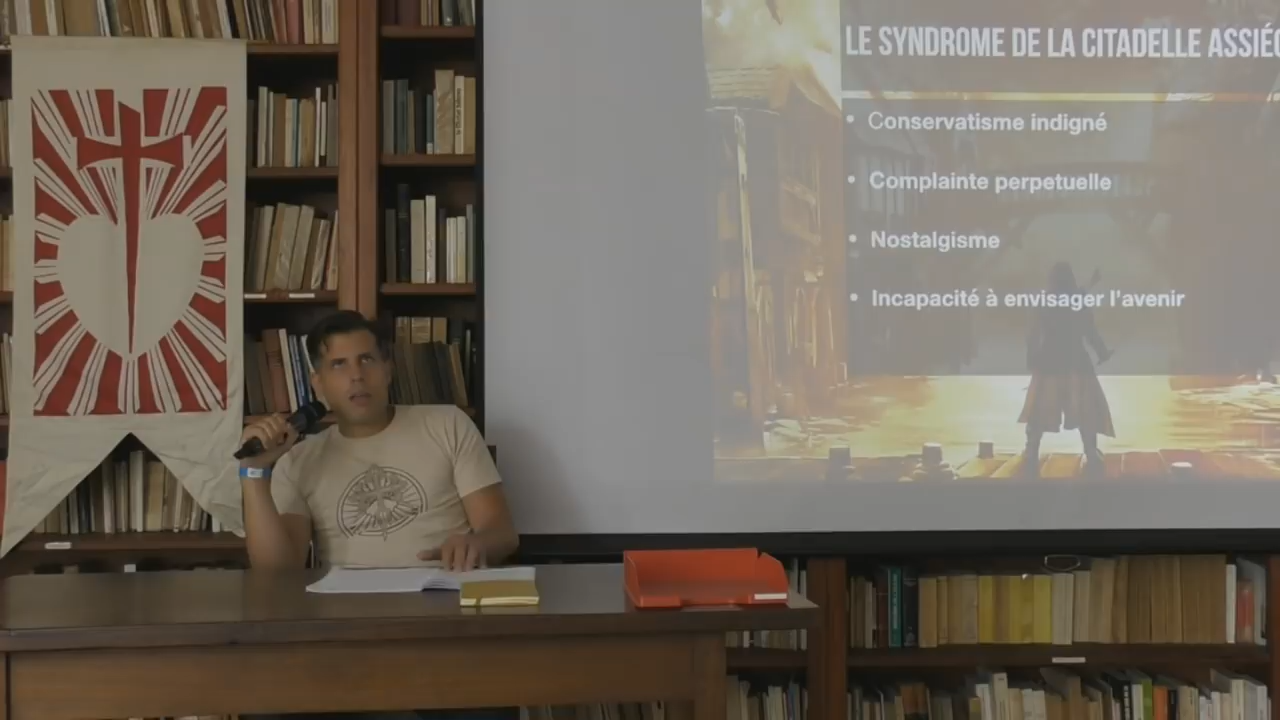 LE SYNDROME DE LA CITADELLE ASSIÉG
• Conservatisme indigné
• Complainte perpetuelle
• Nostalgisme
• Incapacité à envisager l'avenir